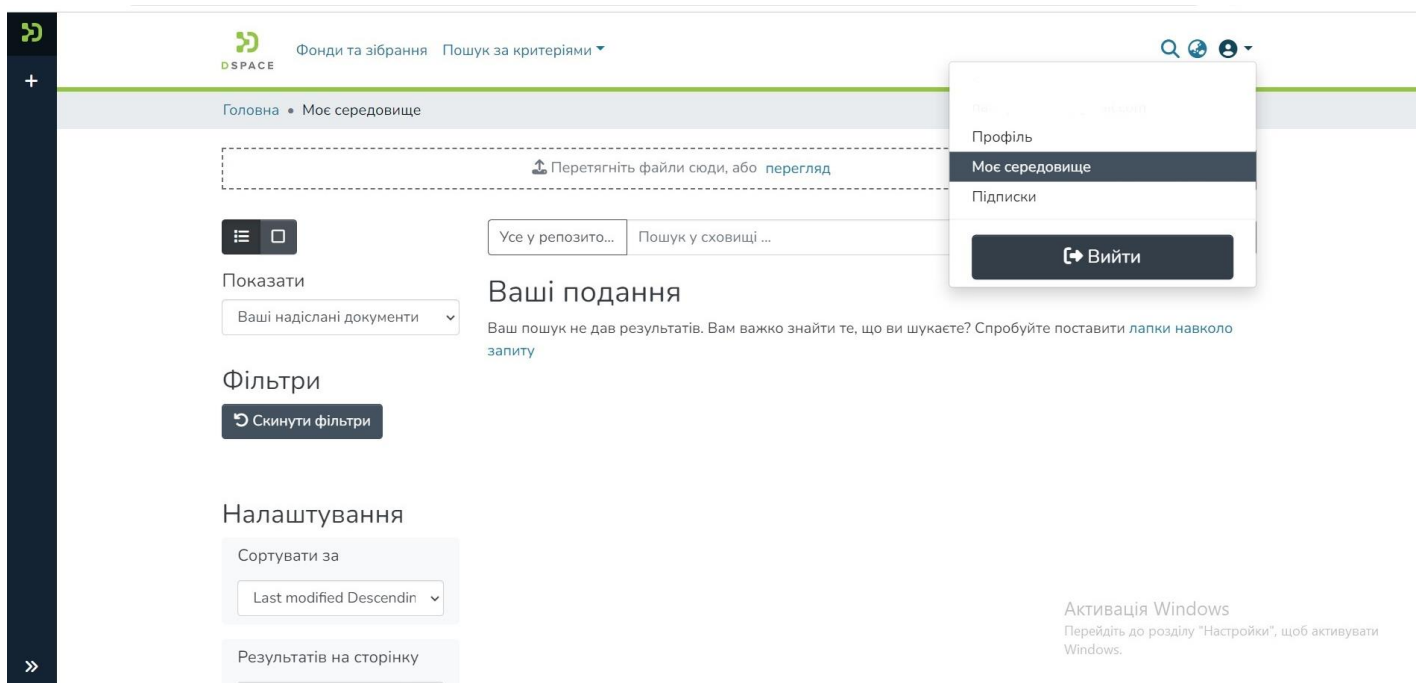 DSPACE
Фонди та зібрання Пошук за критеріями
Головна • Моє середовище
Профіль
Моє середовище
Підписки
Вийти
Перетягніть файли сюди, або перегляд
Усе у репозито... Пошук у сховищі ...
Показати
Ваші надіслані документи
Ваші подання
Ваш пошук не дав результатів. Вам важко знайти те, що ви шукаєте? Спробуйте поставити лапки навколо
запиту
Фільтри
Скинути фільтри
Налаштування
Сортувати за
Last modified Descendin
Результатів на сторінку
Активація Windows
Перейдіть до розділу "Настройки", щоб активувати
Windows.